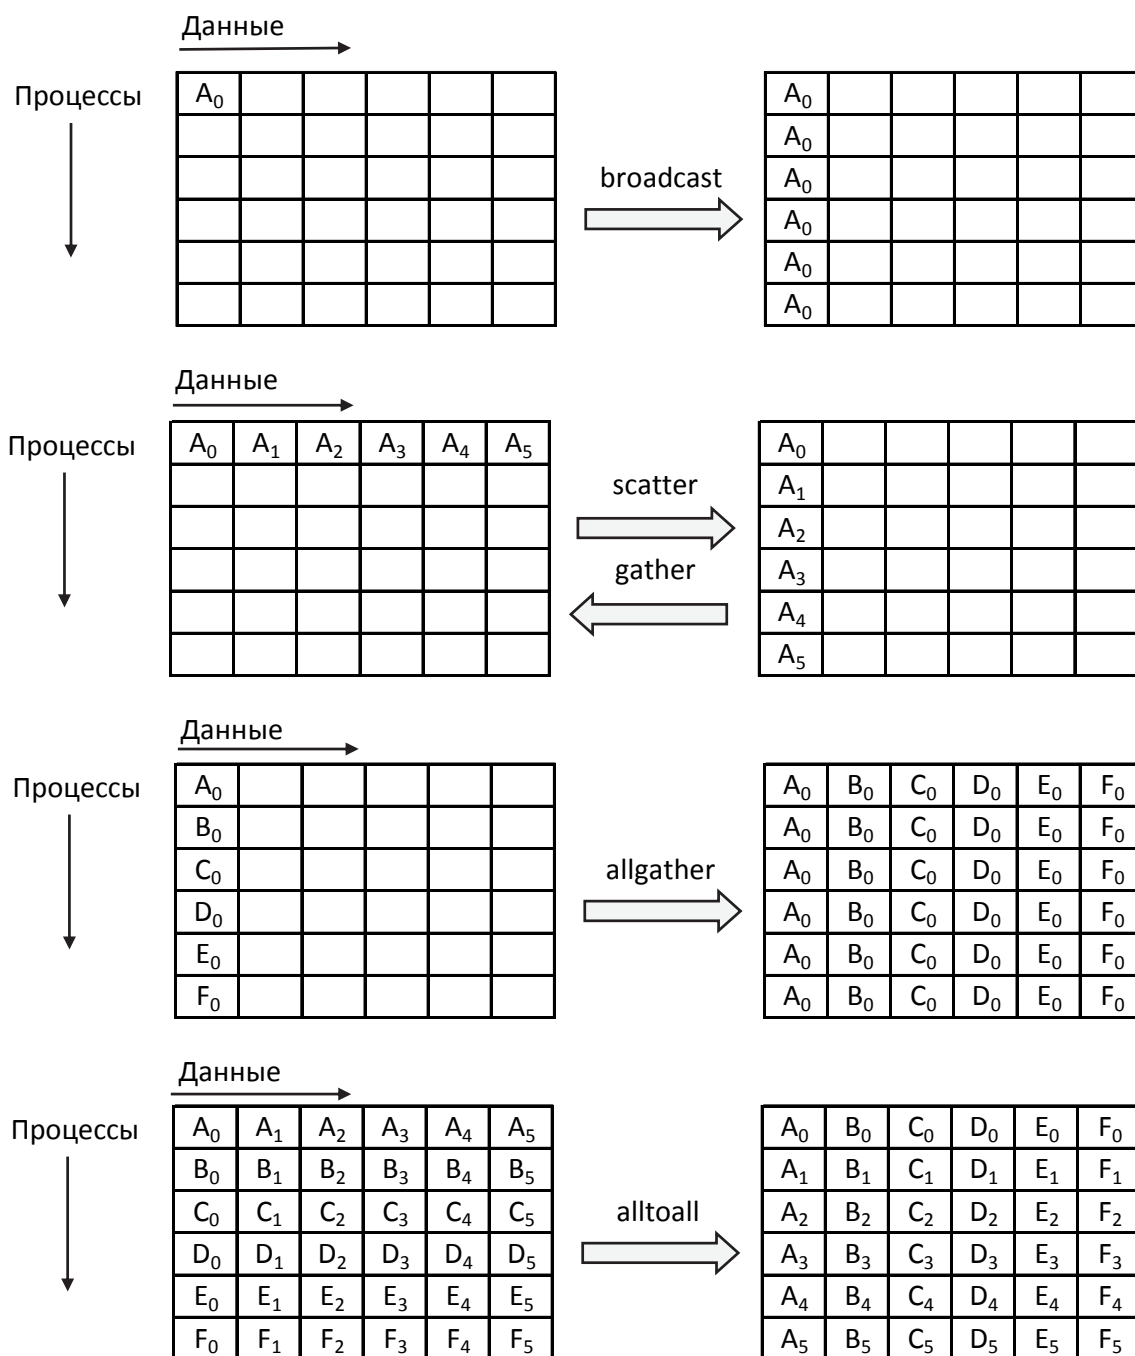 Данные
Процессы
A₀ A₀
A₀
A₀
broadcast
A₀
A₀
A₀
Данные
Процессы
A₀ A₁ A₂ A₃ A₄ A₅ A₀
A₁
scatter
A₂
gather
A₃
A₄
A₅
Данные
Процессы
A₀ A₀ B₀ C₀ D₀ E₀ F₀
B₀ A₀ B₀ C₀ D₀ E₀ F₀
C₀ A₀ B₀ C₀ D₀ E₀ F₀
allgather
D₀ A₀ B₀ C₀ D₀ E₀ F₀
E₀ A₀ B₀ C₀ D₀ E₀ F₀
F₀ A₀ B₀ C₀ D₀ E₀ F₀
Данные
Процессы
A₀ A₁ A₂ A₃ A₄ A₅ A₀ B₀ C₀ D₀ E₀ F₀
B₀ B₁ B₂ B₃ B₄ B₅ A₁ B₁ C₁ D₁ E₁ F₁
C₀ C₁ C₂ C₃ C₄ C₅ A₂ B₂ C₂ D₂ E₂ F₂
alltoall
D₀ D₁ D₂ D₃ D₄ D₅ A₃ B₃ C₃ D₃ E₃ F₃
E₀ E₁ E₂ E₃ E₄ E₅ A₄ B₄ C₄ D₄ E₄ F₄
F₀ F₁ F₂ F₃ F₄ F₅ A₅ B₅ C₅ D₅ E₅ F₅